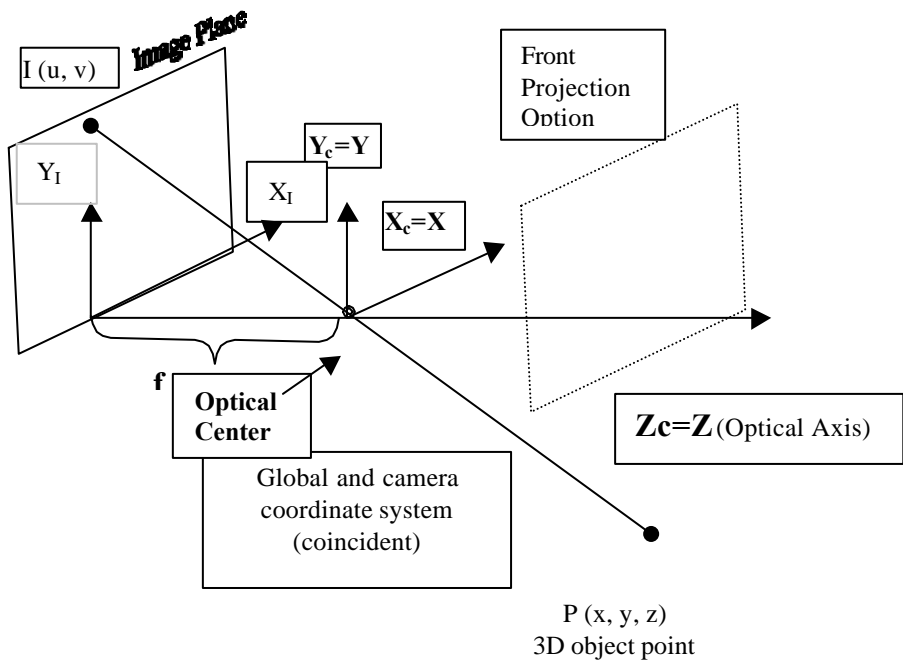 Image Plane
I (u, v)
Front
Projection
Option
Y_c=Y
Y_I
X_I
X_c=X
f
Optical
Center
Zc=Z (Optical Axis)
Global and camera
coordinate system
(coincident)
P (x, y, z)
3D object point